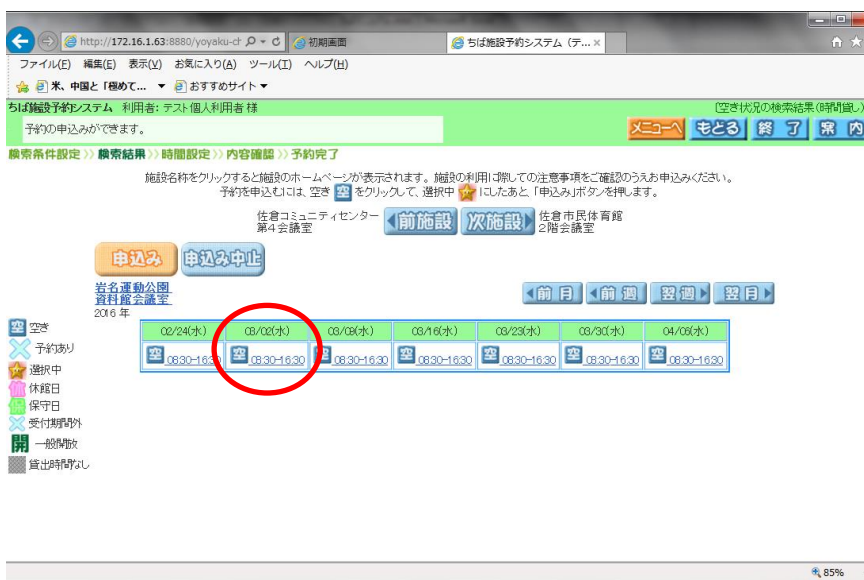 http://172.16.1.63:8880/yoyaku-ch
初期画面
ちば施設予約システム (テ... ×
ファイル(F) 編集(E) 表示(V) お気に入り(A) ツール(T) ヘルプ(H)
米、中国と「極めて... ▼ おすすめサイト ▼
ちば施設予約システム 利用者: テスト個人利用者 様
[空き状況の検索結果(時間貸し)
予約の申込みができます。
メニューへ もどる 終了 案内
検索条件設定 >> 検索結果 >> 時間設定 >> 内容確認 >> 予約完了
施設名称をクリックすると施設のホームページが表示されます。施設の利用に際しての注意事項をご確認のうえお申込みください。
予約を申込むには、空き 空 をクリックして、選択中 にしたあと「申込み」ボタンを押します。
佐倉コミュニティセンター
第4会議室
前施設 次施設
佐倉市民体育館
2階会議室
申込み 申込み中止
岩名運動公園
資料館会議室
前月 前週 翌週 翌月
2016 年
空 空き
予約あり
選択中
休 休館日
保守日
受付期間外
開 一般開放
貸出時間なし
02/24(水) 03/02(水) 03/09(水) 03/16(水) 03/23(水) 03/30(水) 04/06(水)
空 08:30-16:30 空 08:30-16:30 空 08:30-16:30 空 08:30-16:30 空 08:30-16:30 空 08:30-16:30 空 08:30-16:30
85%